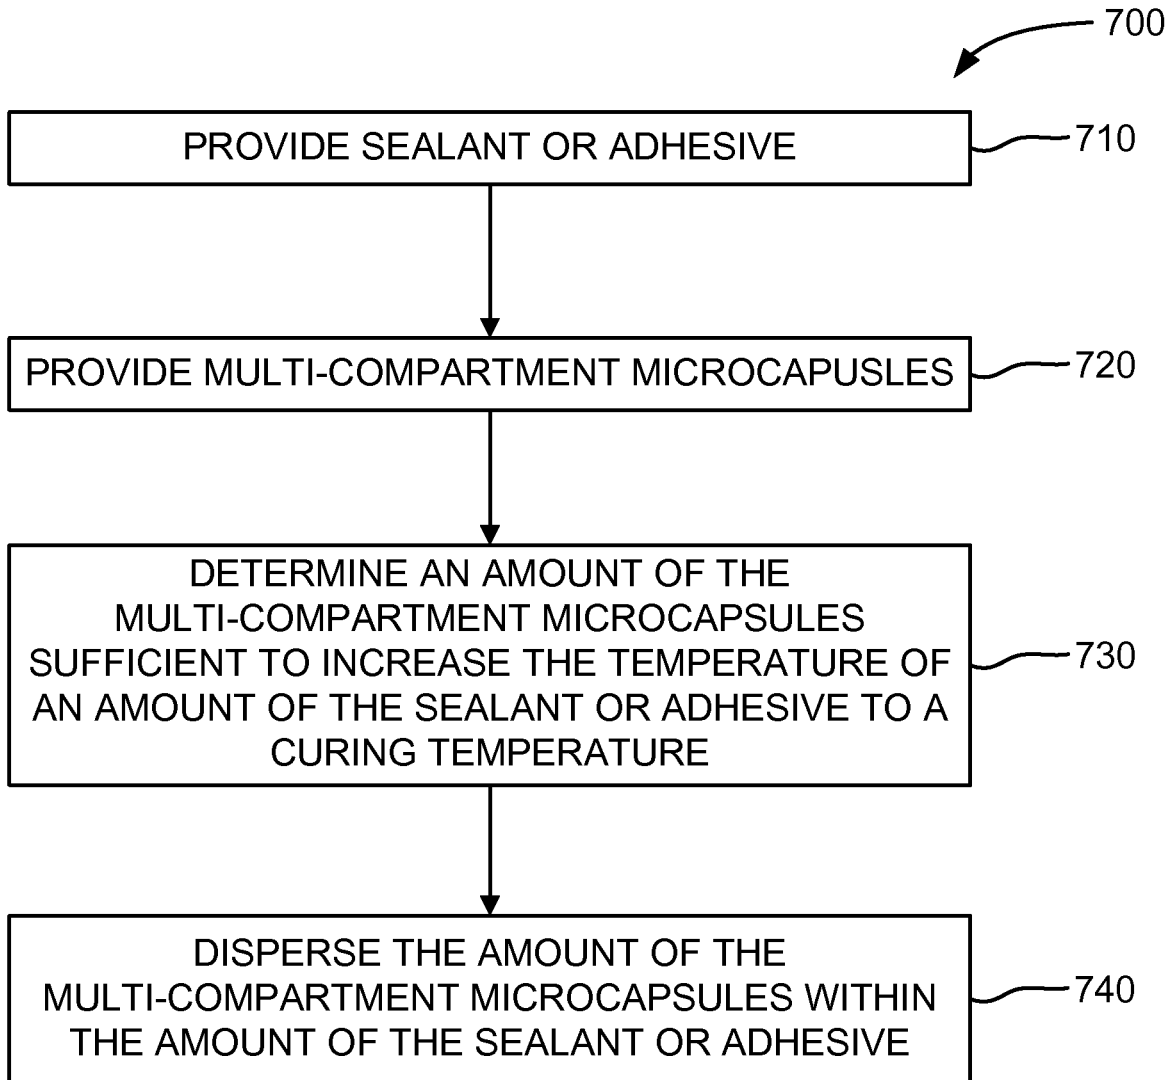 700
PROVIDE SEALANT OR ADHESIVE
710
PROVIDE MULTI-COMPARTMENT MICROCAPUSLES
720
DETERMINE AN AMOUNT OF THE
MULTI-COMPARTMENT MICROCAPSULES
SUFFICIENT TO INCREASE THE TEMPERATURE OF
AN AMOUNT OF THE SEALANT OR ADHESIVE TO A
CURING TEMPERATURE
730
DISPERSE THE AMOUNT OF THE
MULTI-COMPARTMENT MICROCAPSULES WITHIN
THE AMOUNT OF THE SEALANT OR ADHESIVE
740